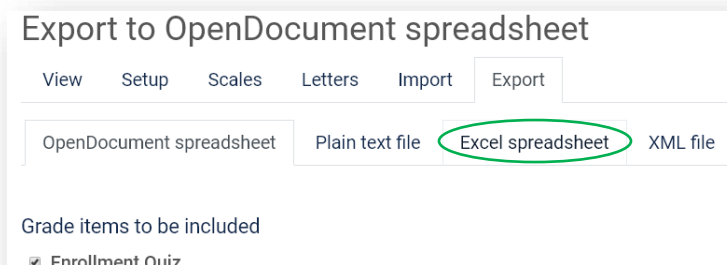 Export to OpenDocument spreadsheet
View Setup Scales Letters Import Export
OpenDocument spreadsheet Plain text file Excel spreadsheet XML file
Grade items to be included
Enrollment Quiz